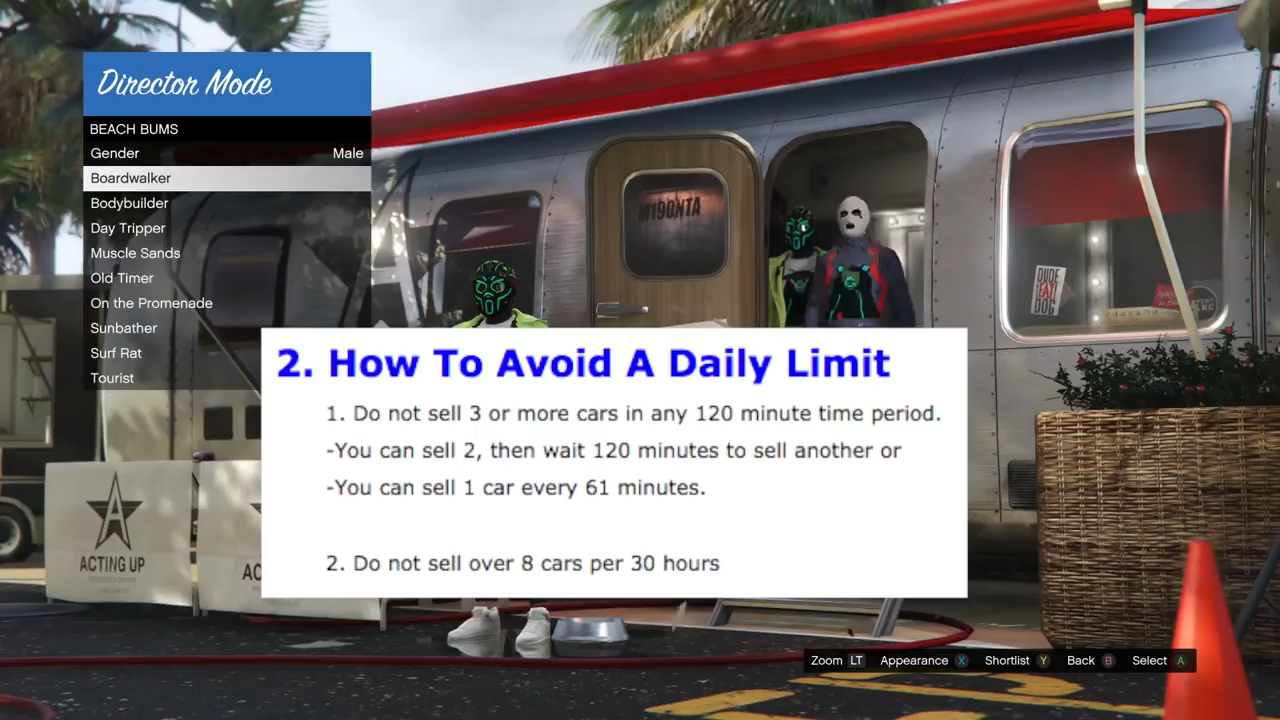 Director Mode
BEACH BUMS
Gender Male
Boardwalker
Bodybuilder
Day Tripper
Muscle Sands
Old Timer
On the Promenade
Sunbather
Surf Rat
Tourist
DUDE
EAT
DOG
2. How To Avoid A Daily Limit
1. Do not sell 3 or more cars in any 120 minute time period.
-You can sell 2, then wait 120 minutes to sell another or
-You can sell 1 car every 61 minutes.
2. Do not sell over 8 cars per 30 hours
ACTING UP
AC
Zoom LT Appearance X Shortlist Y Back B Select A